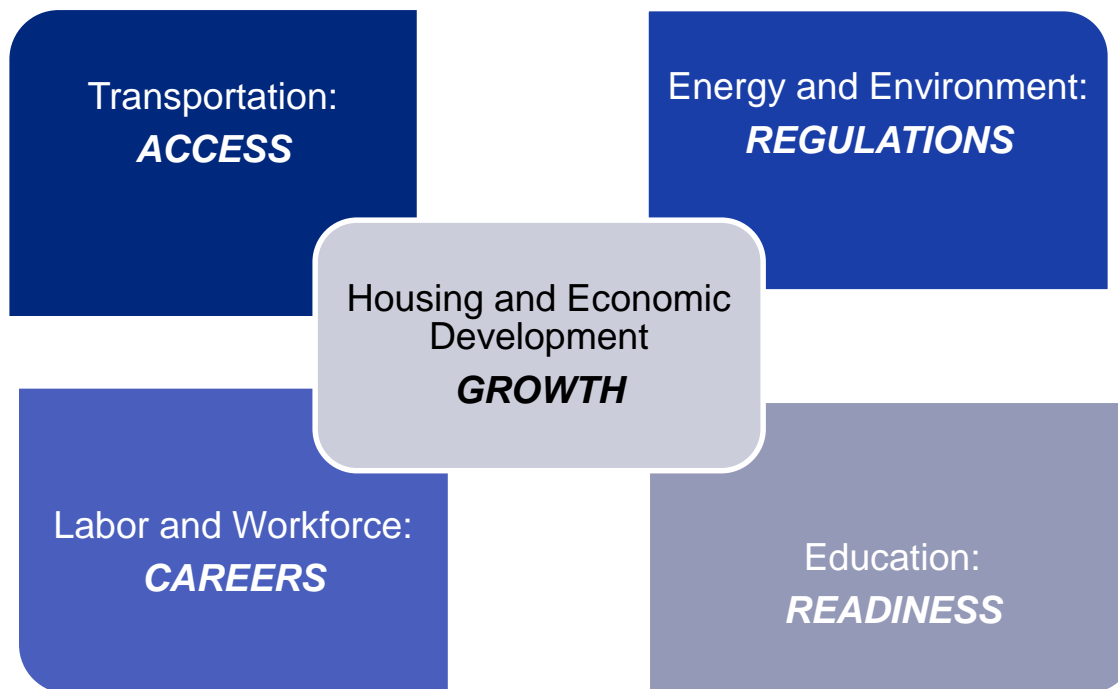 Transportation:
ACCESS
Energy and Environment:
REGULATIONS
Housing and Economic
Development
GROWTH
Labor and Workforce:
CAREERS
Education:
READINESS